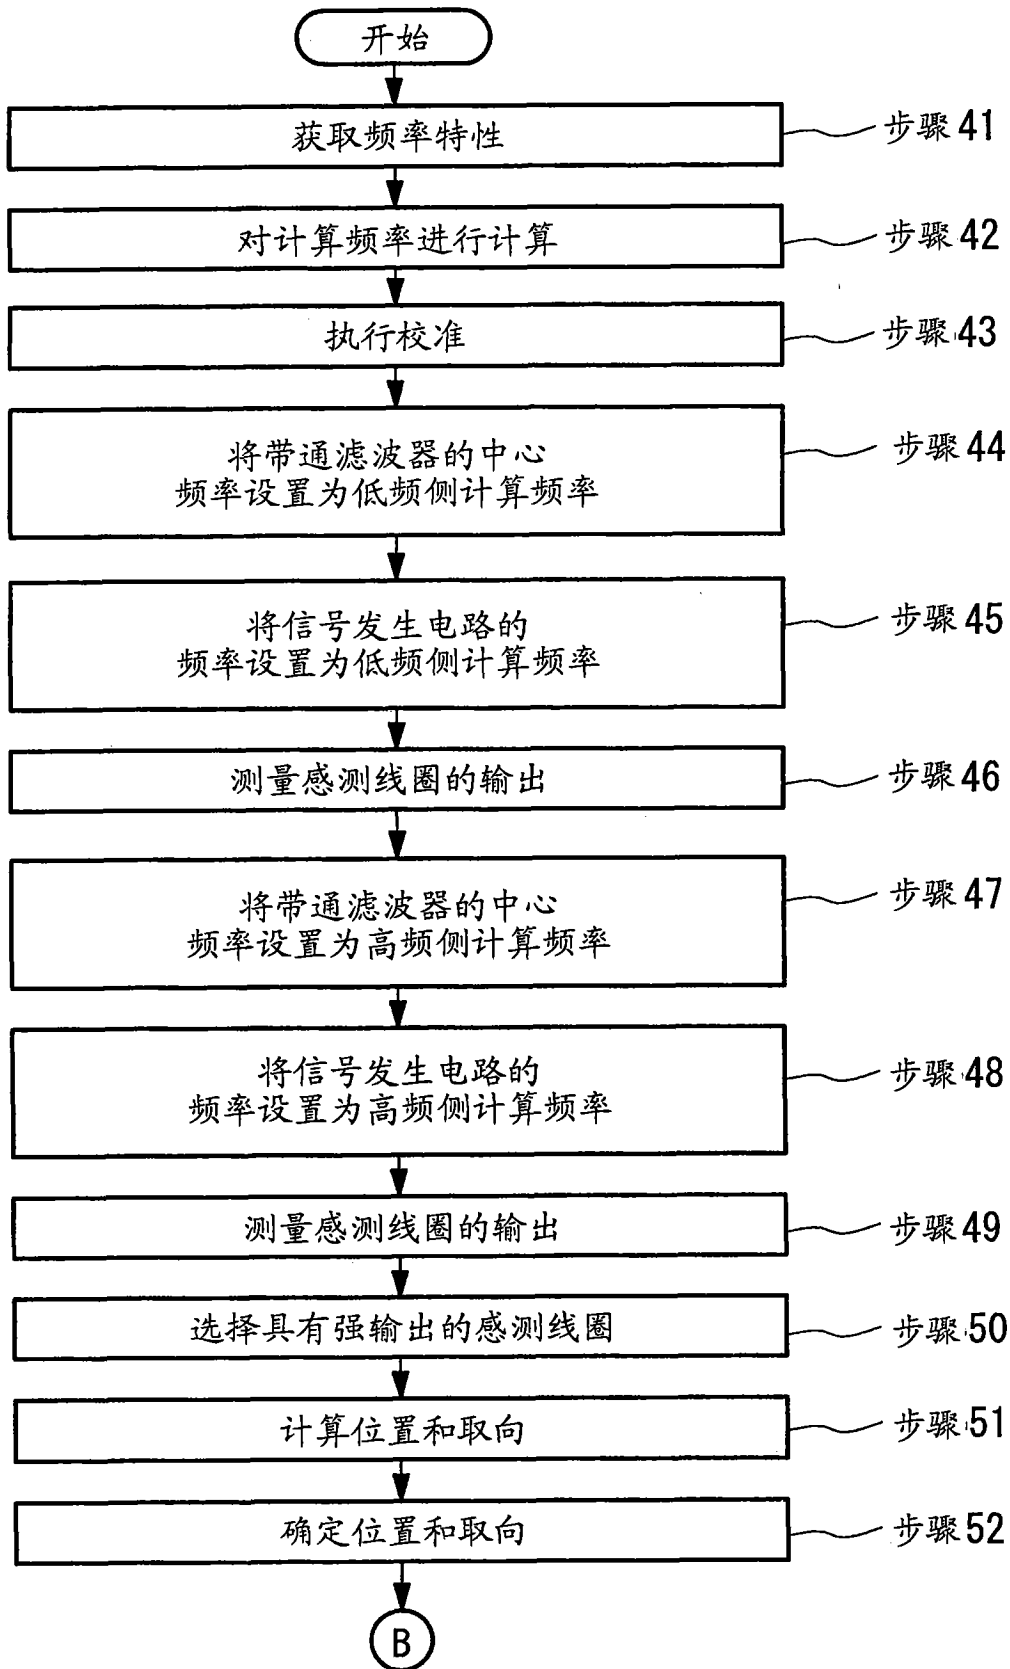 开始
获取频率特性
步骤41
对计算频率进行计算
步骤42
执行校准
步骤43
将带通滤波器的中心
频率设置为低频侧计算频率
步骤44
将信号发生电路的
频率设置为低频侧计算频率
步骤45
测量感测线圈的输出
步骤46
将带通滤波器的中心
频率设置为高频侧计算频率
步骤47
将信号发生电路的
频率设置为高频侧计算频率
步骤48
测量感测线圈的输出
步骤49
选择具有强输出的感测线圈
步骤50
计算位置和取向
步骤51
确定位置和取向
步骤52
B